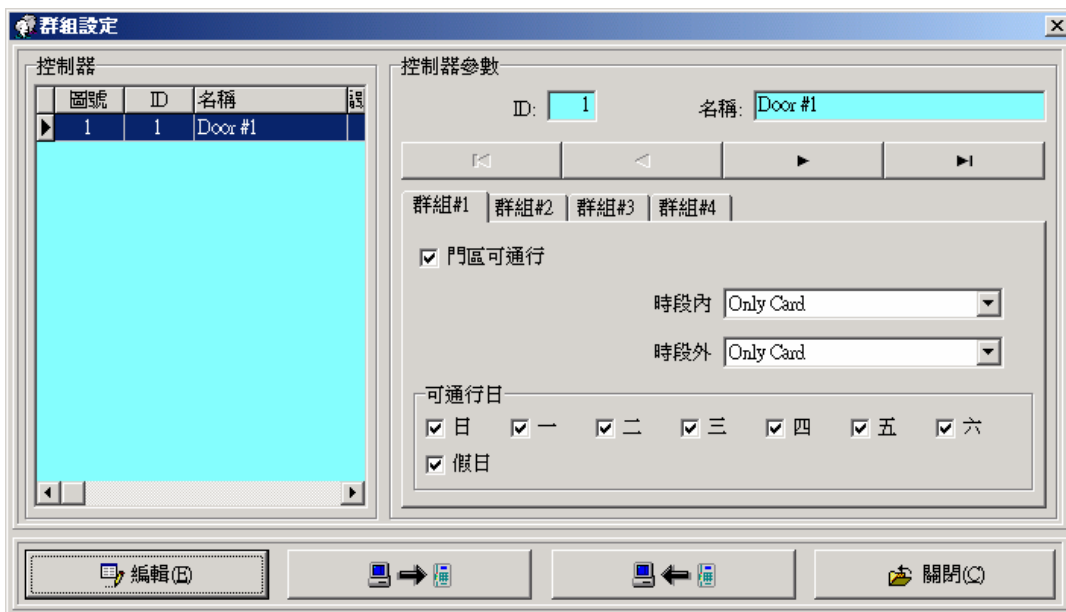 群組設定
控制器
圖號 ID 名稱
1 1 Door #1
控制器參數
ID: 1 名稱: Door #1
群組#1 群組#2 群組#3 群組#4
門區可通行
時段內 Only Card
時段外 Only Card
可通行日
日 一 二 三 四 五 六
假日
編輯(E) 關閉(C)